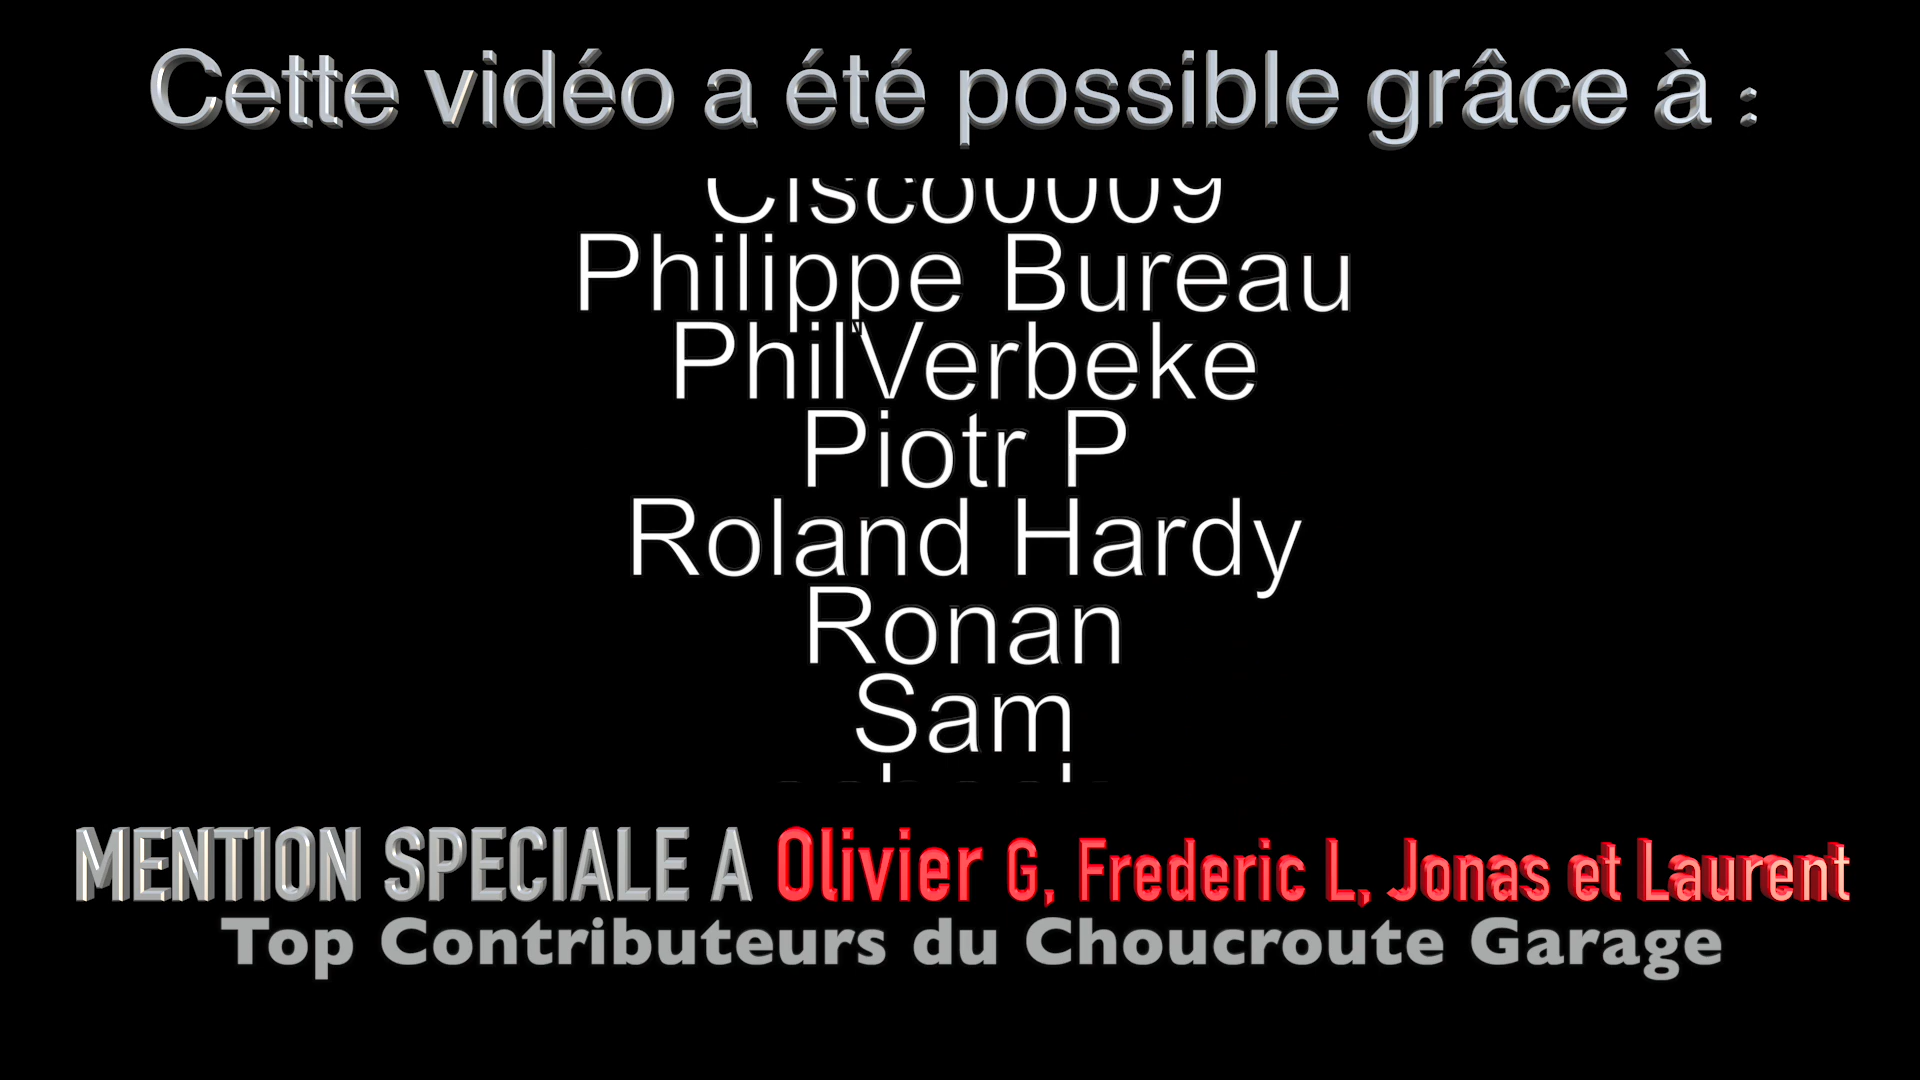 Cette vidéo a été possible grâce à :
Cisco0009
Philippe Bureau
PhilVerbeke
Piotr P
Roland Hardy
Ronan
Sam
MENTION SPECIALE A Olivier G, Frederic L, Jonas et Laurent
Top Contributeurs du Choucroute Garage